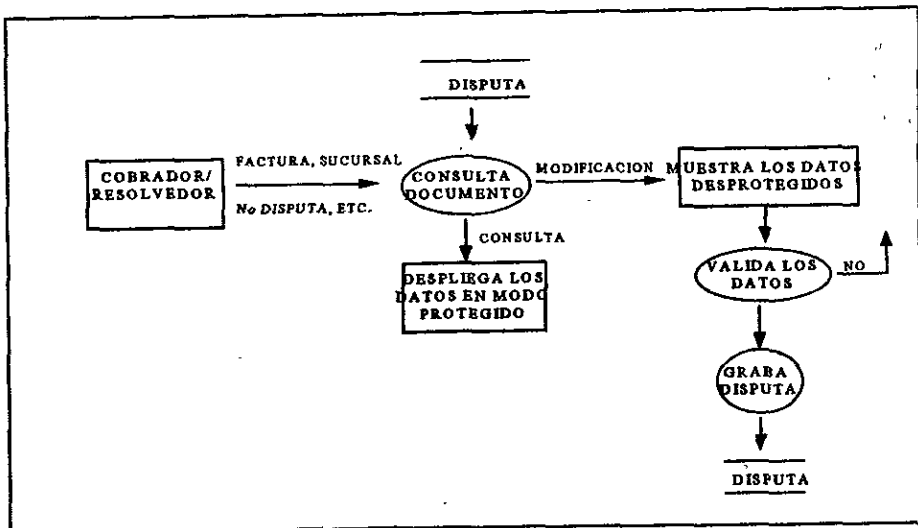 DISPUTA
COBRADOR/
RESOLVEDOR
FACTURA, SUCURSAL
No DISPUTA, ETC.
CONSULTA
DOCUMENTO
MODIFICACION
MUESTRA LOS DATOS
DESPROTEGIDOS
CONSULTA
DESPLIEGA LOS
DATOS EN MODO
PROTEGIDO
VALIDA LOS
DATOS
NO
GRABA
DISPUTA
DISPUTA